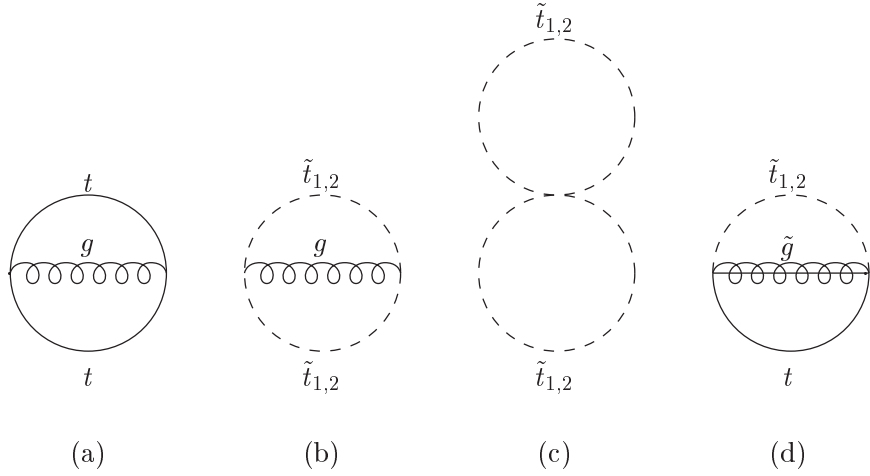 t̃₁,₂
t t̃₁,₂ t̃₁,₂
g g g̃
t t̃₁,₂ t̃₁,₂ t
(a) (b) (c) (d)